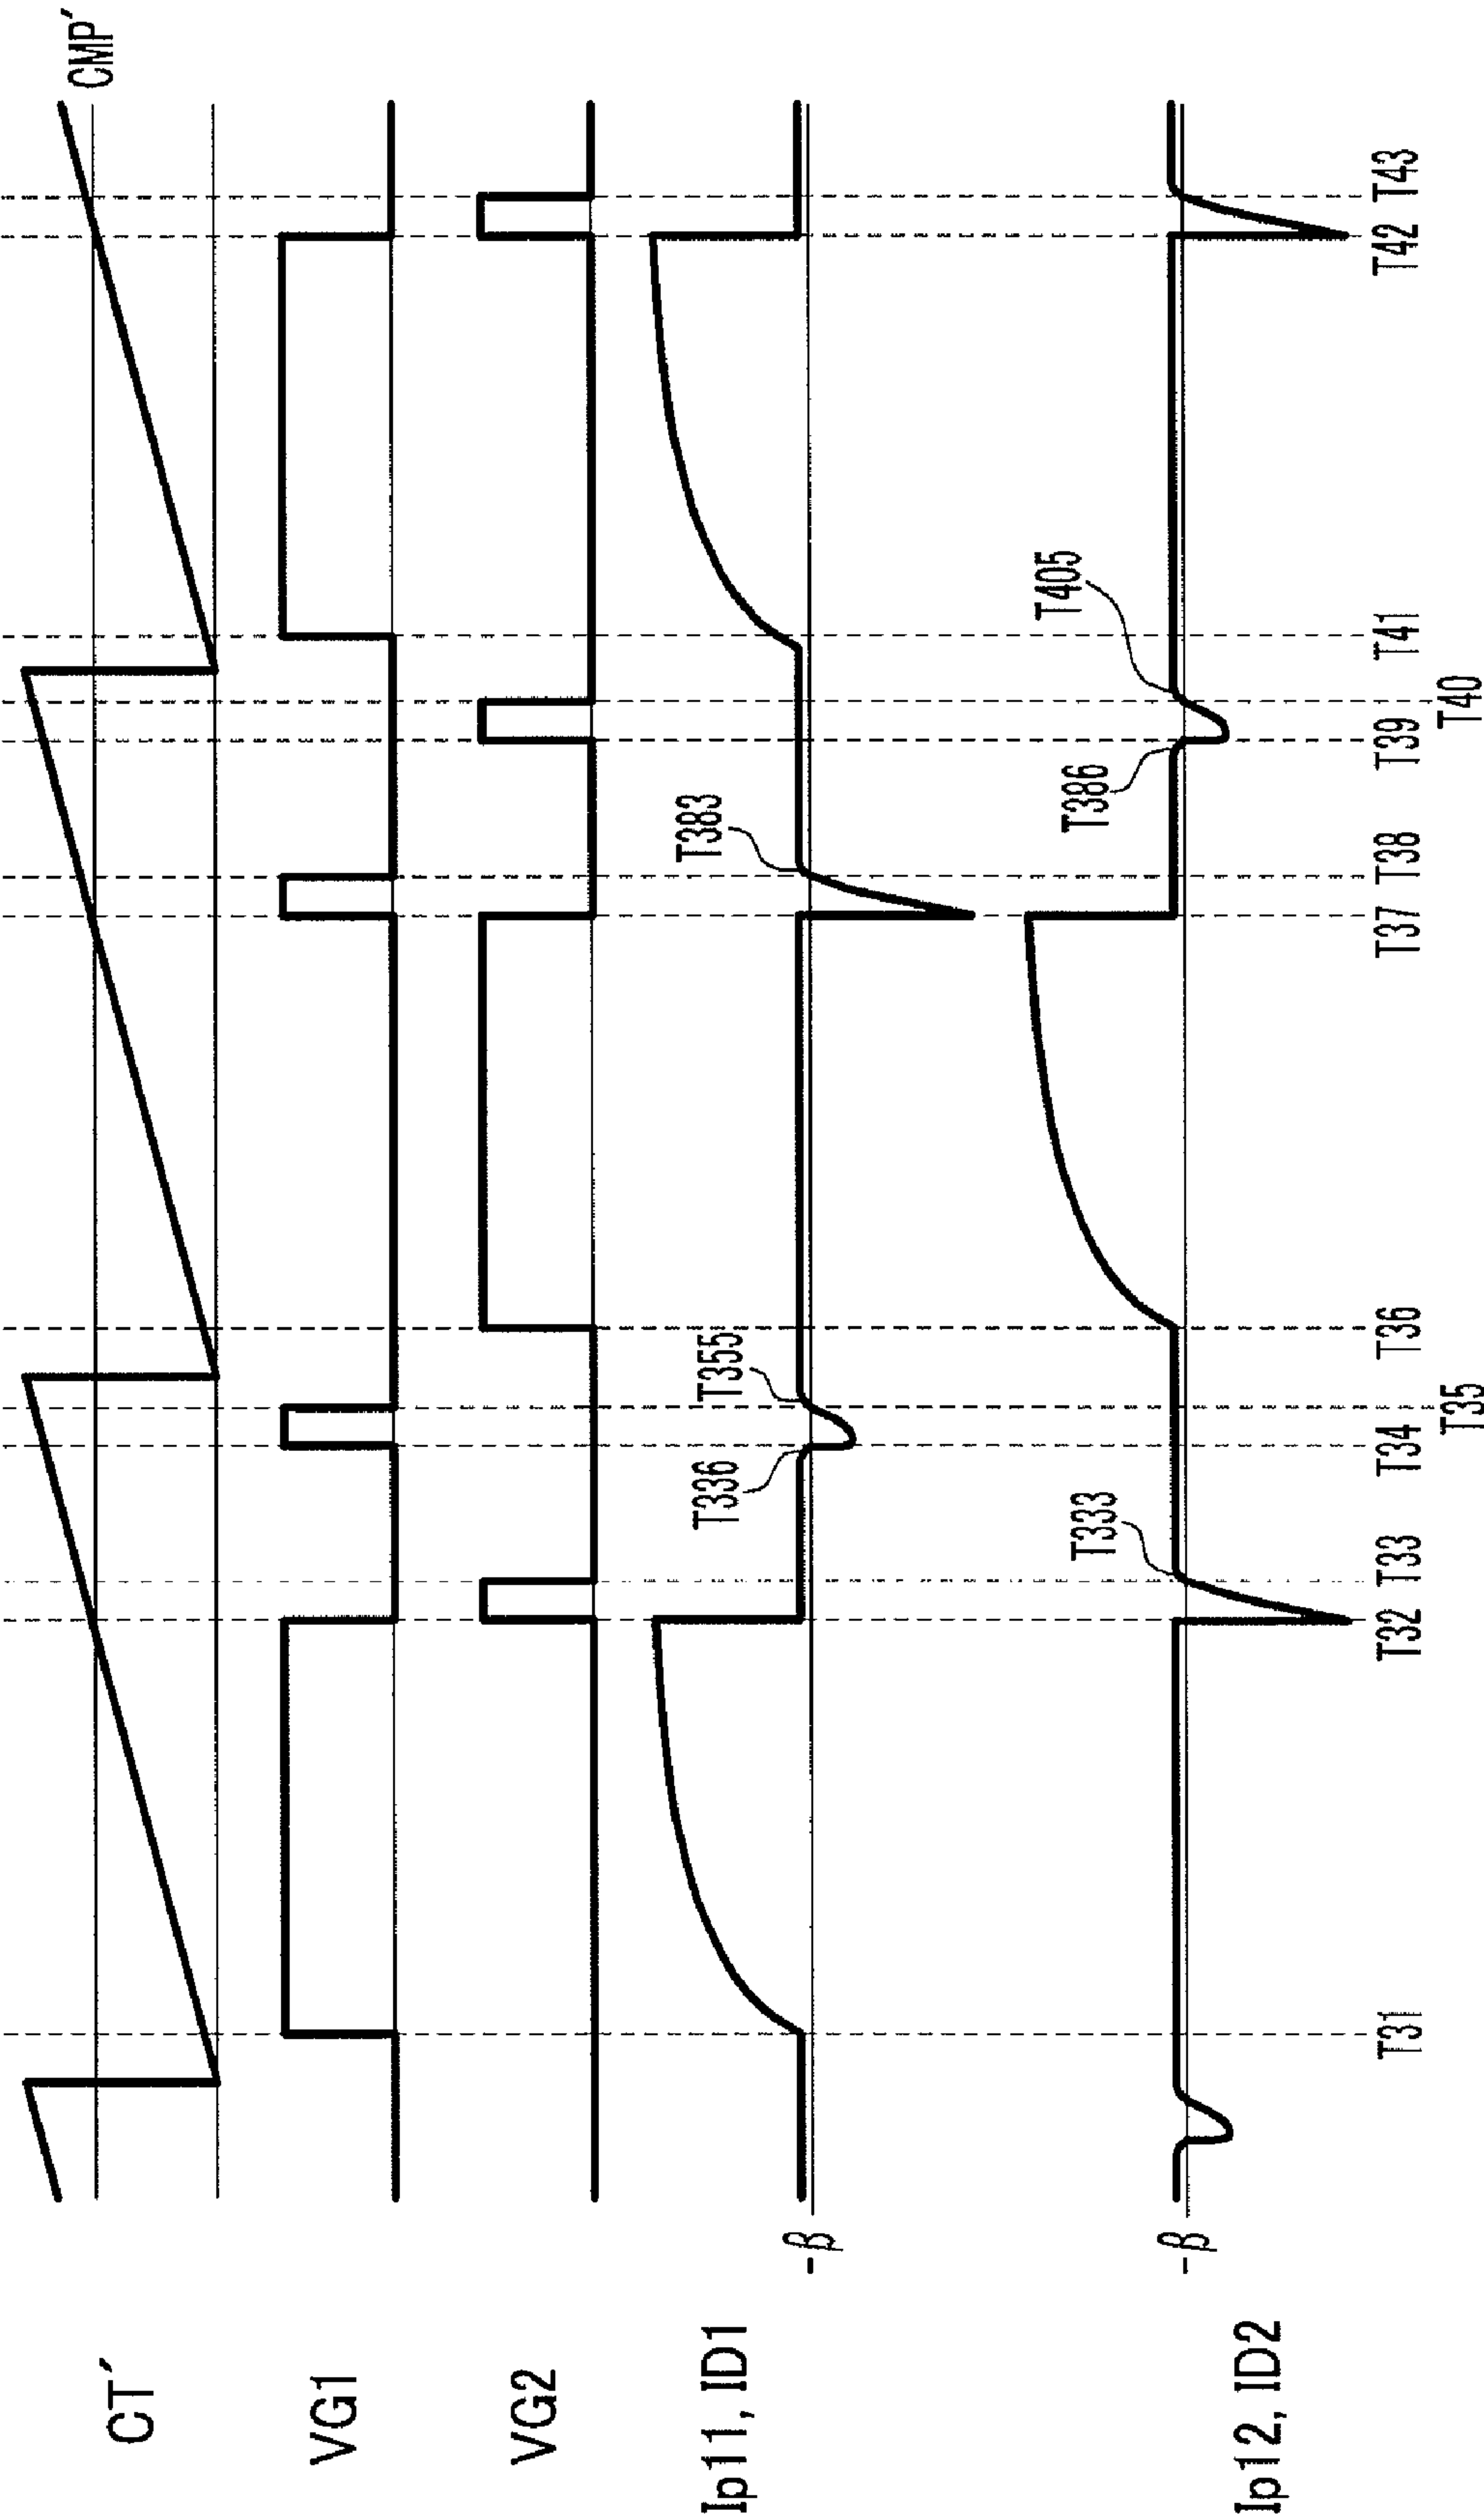 CMP′
CT′
VG1
VG2
Ip11, ID1
-β
T336
T355
T383
Ip12, ID2
-β
T333
T386
T405
T31
T32
T33
T34
T35
T36
T37
T38
T39
T40
T41
T42
T43